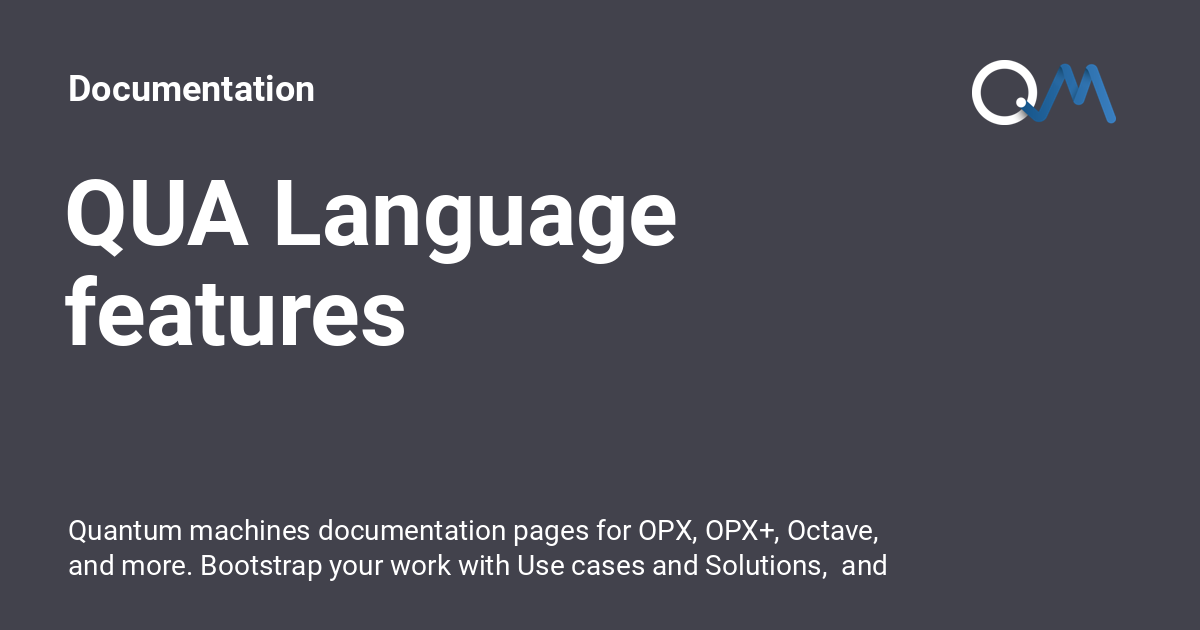 Documentation
QM
QUA Language
features
Quantum machines documentation pages for OPX, OPX+, Octave,
and more. Bootstrap your work with Use cases and Solutions,  and